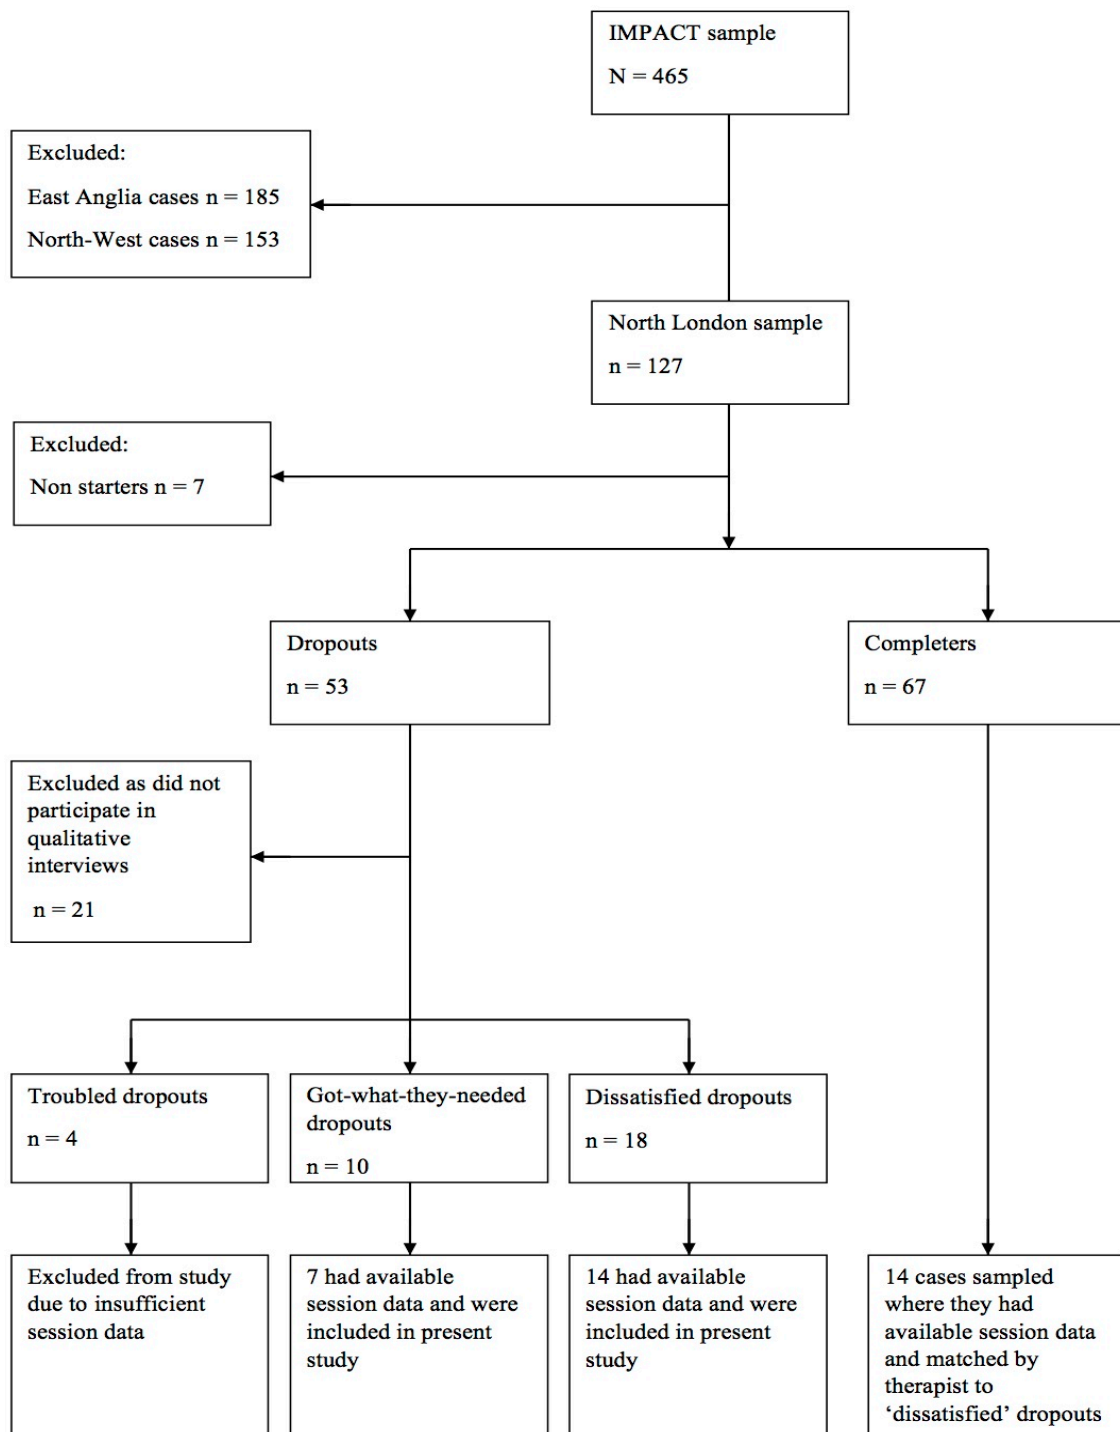 IMPACT sample
N = 465
Excluded:
East Anglia cases n = 185
North-West cases n = 153
North London sample
n = 127
Excluded:
Non starters n = 7
Dropouts
n = 53
Completers
n = 67
Excluded as did not
participate in
qualitative
interviews
n = 21
Troubled dropouts
n = 4
Got-what-they-needed
dropouts
n = 10
Dissatisfied dropouts
n = 18
Excluded from study
due to insufficient
session data
7 had available
session data and were
included in present
study
14 had available
session data and were
included in present
study
14 cases sampled
where they had
available session data
and matched by
therapist to
‘dissatisfied’ dropouts